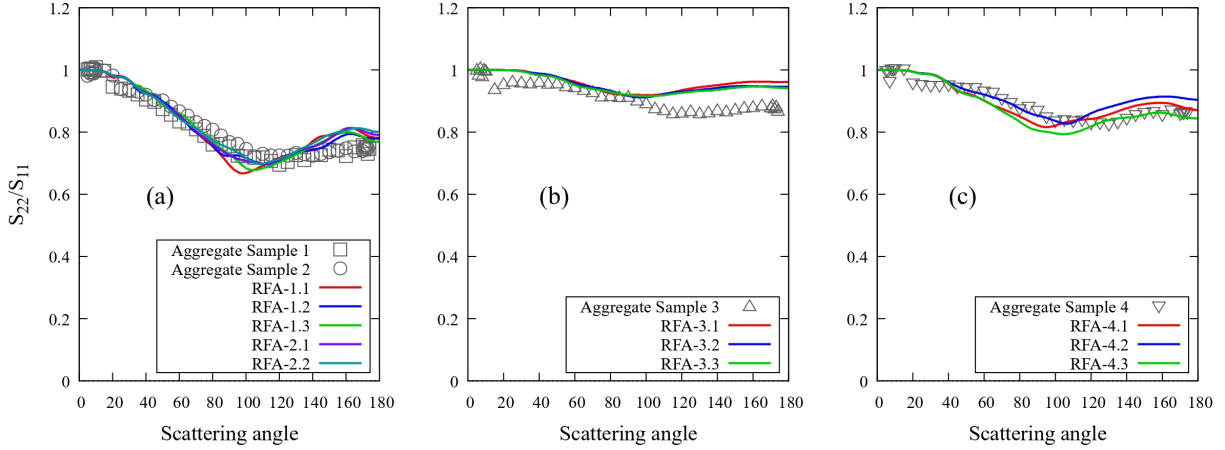 S22/S11
1.2
1
0.8
0.6
0.4
0.2
0
(a)
Aggregate Sample 1
Aggregate Sample 2
RFA-1.1
RFA-1.2
RFA-1.3
RFA-2.1
RFA-2.2
0 20 40 60 80 100 120 140 160 180
Scattering angle
1.2
1
0.8
0.6
0.4
0.2
0
(b)
Aggregate Sample 3
RFA-3.1
RFA-3.2
RFA-3.3
0 20 40 60 80 100 120 140 160 180
Scattering angle
1.2
1
0.8
0.6
0.4
0.2
0
(c)
Aggregate Sample 4
RFA-4.1
RFA-4.2
RFA-4.3
0 20 40 60 80 100 120 140 160 180
Scattering angle